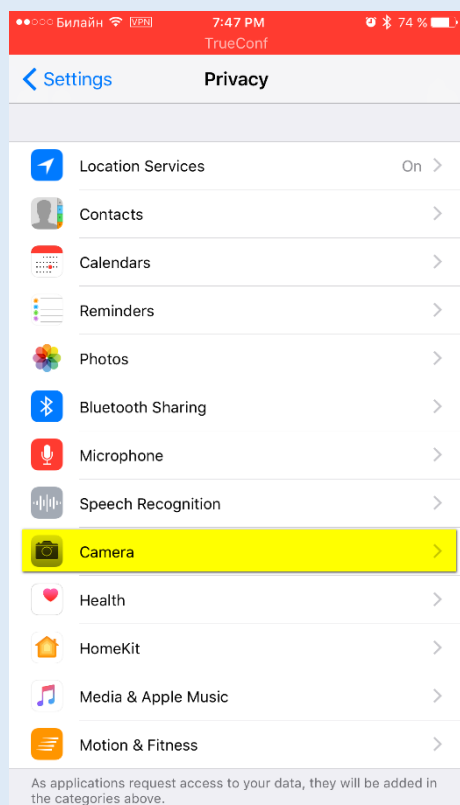 Билайн VPN 7:47 PM 74 %
TrueConf
Settings Privacy
Location Services On
Contacts
Calendars
Reminders
Photos
Bluetooth Sharing
Microphone
Speech Recognition
Camera
Health
HomeKit
Media & Apple Music
Motion & Fitness
As applications request access to your data, they will be added in
the categories above.